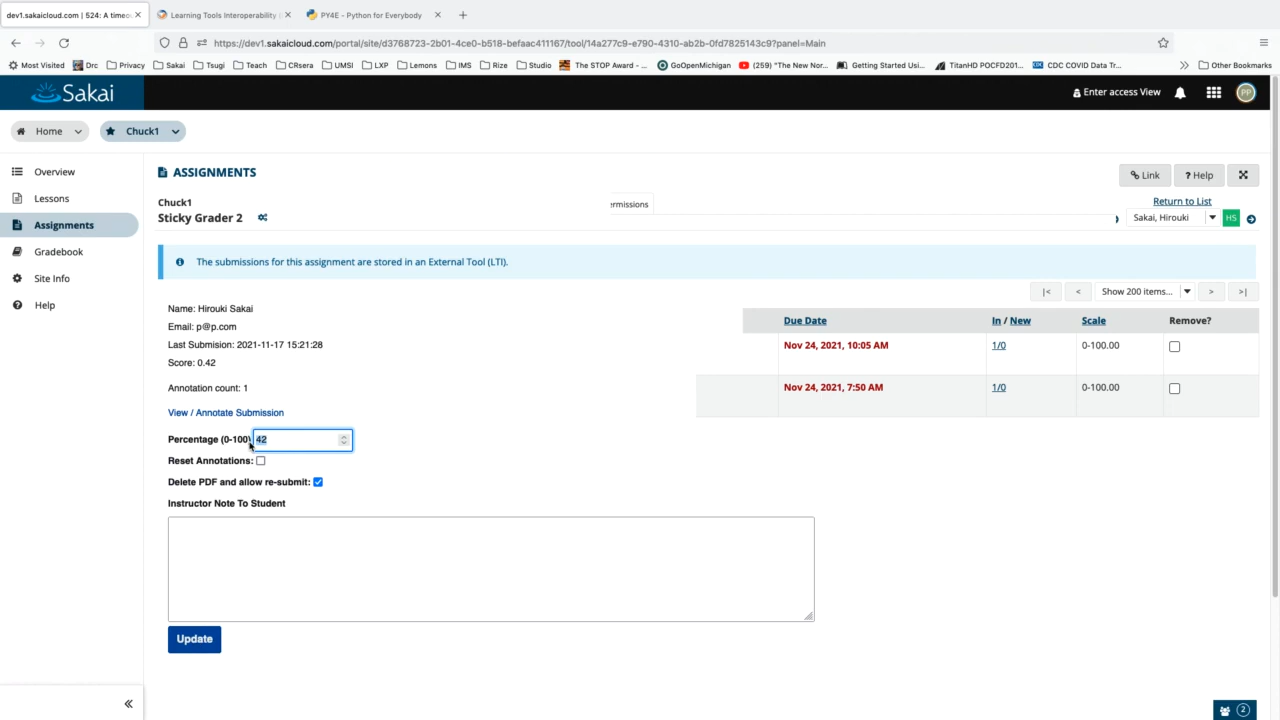 dev1.sakaicloud.com | 524: A timeo
Learning Tools Interoperability
PY4E - Python for Everybody
https://dev1.sakaicloud.com/portal/site/d3768723-2b01-4ce0-b518-befaac411167/tool/14a277c9-e790-4310-ab2b-0fd7825143c9?panel=Main
Most Visited Drc Privacy Sakai Tsugi Teach CRsera UMSI LXP Lemons IMS Rize Studio The STOP Award - ... GoOpenMichigan (259) "The New Nor... Getting Started Usi... TitanHD POCFD201... CDC COVID Data Tr... Other Bookmarks
Sakai
Enter access View
PP
Home
Chuck1
Overview
Lessons
Assignments
Gradebook
Site Info
Help
ASSIGNMENTS
Link
? Help
Chuck1
ermissions
Return to List
Sticky Grader 2
Sakai, Hirouki
HS
The submissions for this assignment are stored in an External Tool (LTI).
|< < Show 200 items... > >|
Name: Hirouki Sakai
Email: p@p.com
Last Submision: 2021-11-17 15:21:28
Score: 0.42
Annotation count: 1
View / Annotate Submission
Percentage (0-100) 42
Reset Annotations:
Delete PDF and allow re-submit:
Instructor Note To Student
Update
Due Date In / New Scale Remove?
Nov 24, 2021, 10:05 AM 1/0 0-100.00
Nov 24, 2021, 7:50 AM 1/0 0-100.00
2